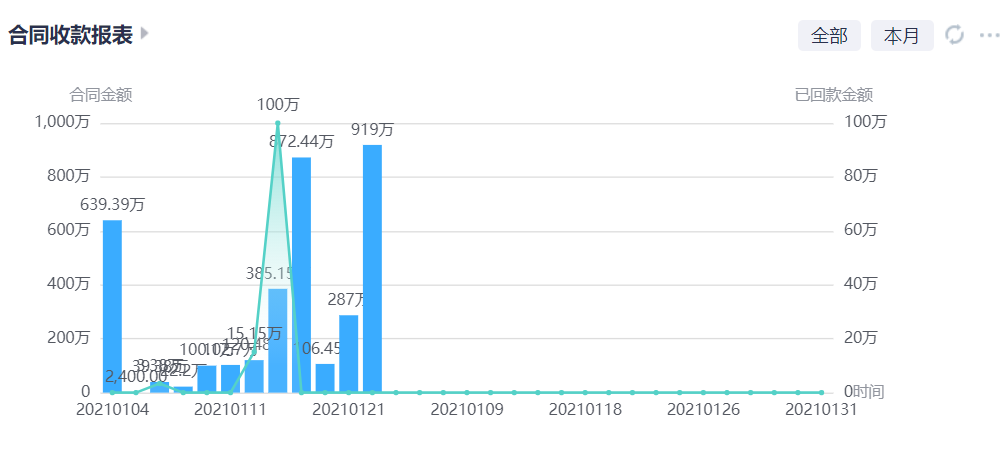 合同收款报表
全部
本月
合同金额
已回款金额
1,000万
800万
600万
400万
200万
0
100万
80万
60万
40万
20万
0时间
639.39万
2,400.00
385.15
872.44万
287万
919万
100万
15.15万
20210104
20210111
20210121
20210109
20210118
20210126
20210131